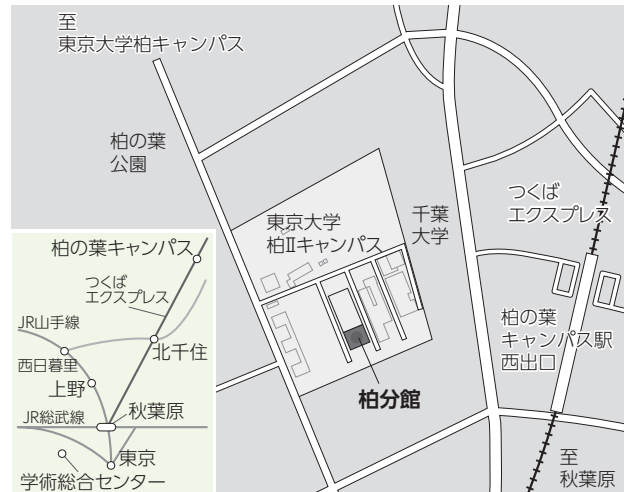 至
東京大学柏キャンパス
柏の葉
公園
東京大学
柏Ⅱキャンパス
千葉
大学
つくば
エクスプレス
柏の葉
キャンパス駅
西出口
柏分館
至
秋葉原
柏の葉キャンパス
つくば
エクスプレス
JR山手線
北千住
西日暮里
上野
JR総武線
秋葉原
東京
学術総合センター